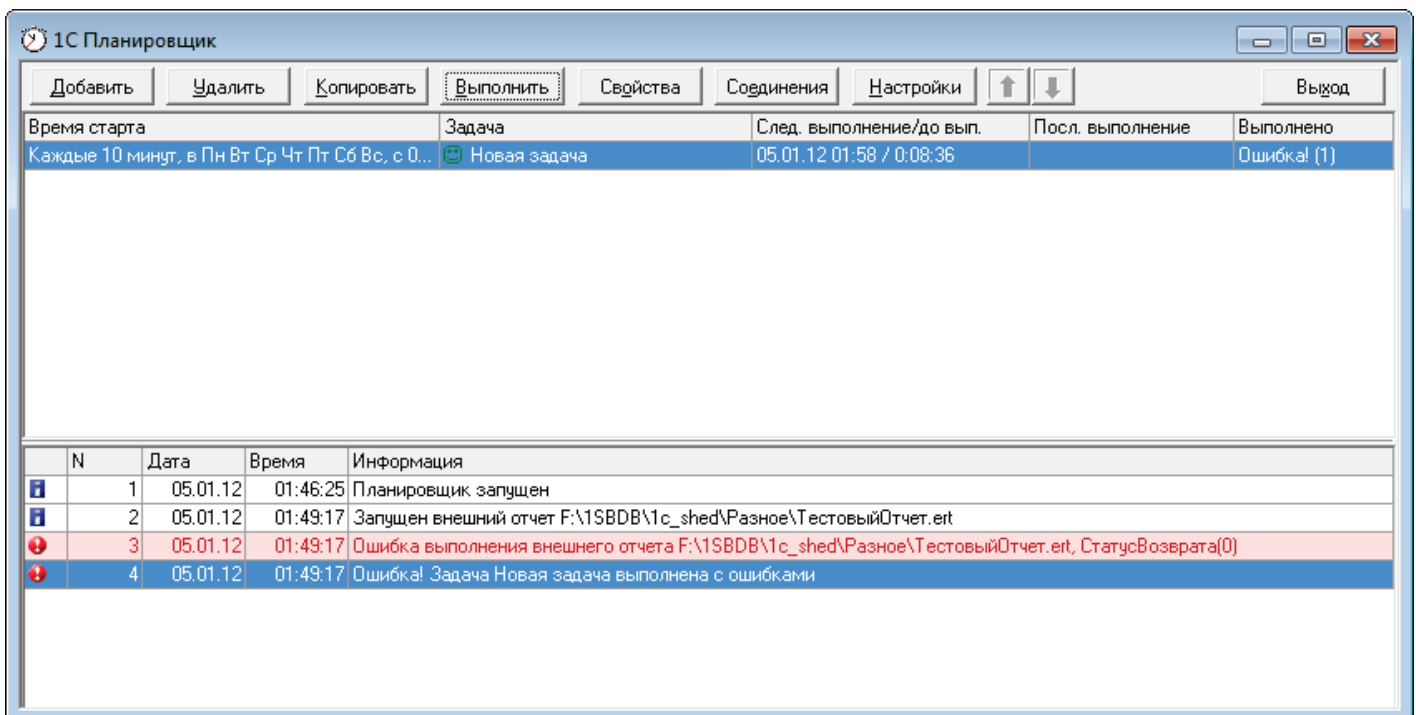 1С Планировщик
Добавить Удалить Копировать Выполнить Свойства Соединения Настройки Выход
Время старта Задача След. выполнение/до вып. Посл. выполнение Выполнено
Каждые 10 минут, в Пн Вт Ср Чт Пт Сб Вс, с 0... Новая задача 05.01.12 01:58 / 0:08:36 Ошибка! (1)
N Дата Время Информация
1 05.01.12 01:46:25 Планировщик запущен
2 05.01.12 01:49:17 Запущен внешний отчет F:\1SBDB\1c_shed\Разное\ТестовыйОтчет.ert
3 05.01.12 01:49:17 Ошибка выполнения внешнего отчета F:\1SBDB\1c_shed\Разное\ТестовыйОтчет.ert, СтатусВозврата(0)
4 05.01.12 01:49:17 Ошибка! Задача Новая задача выполнена с ошибками